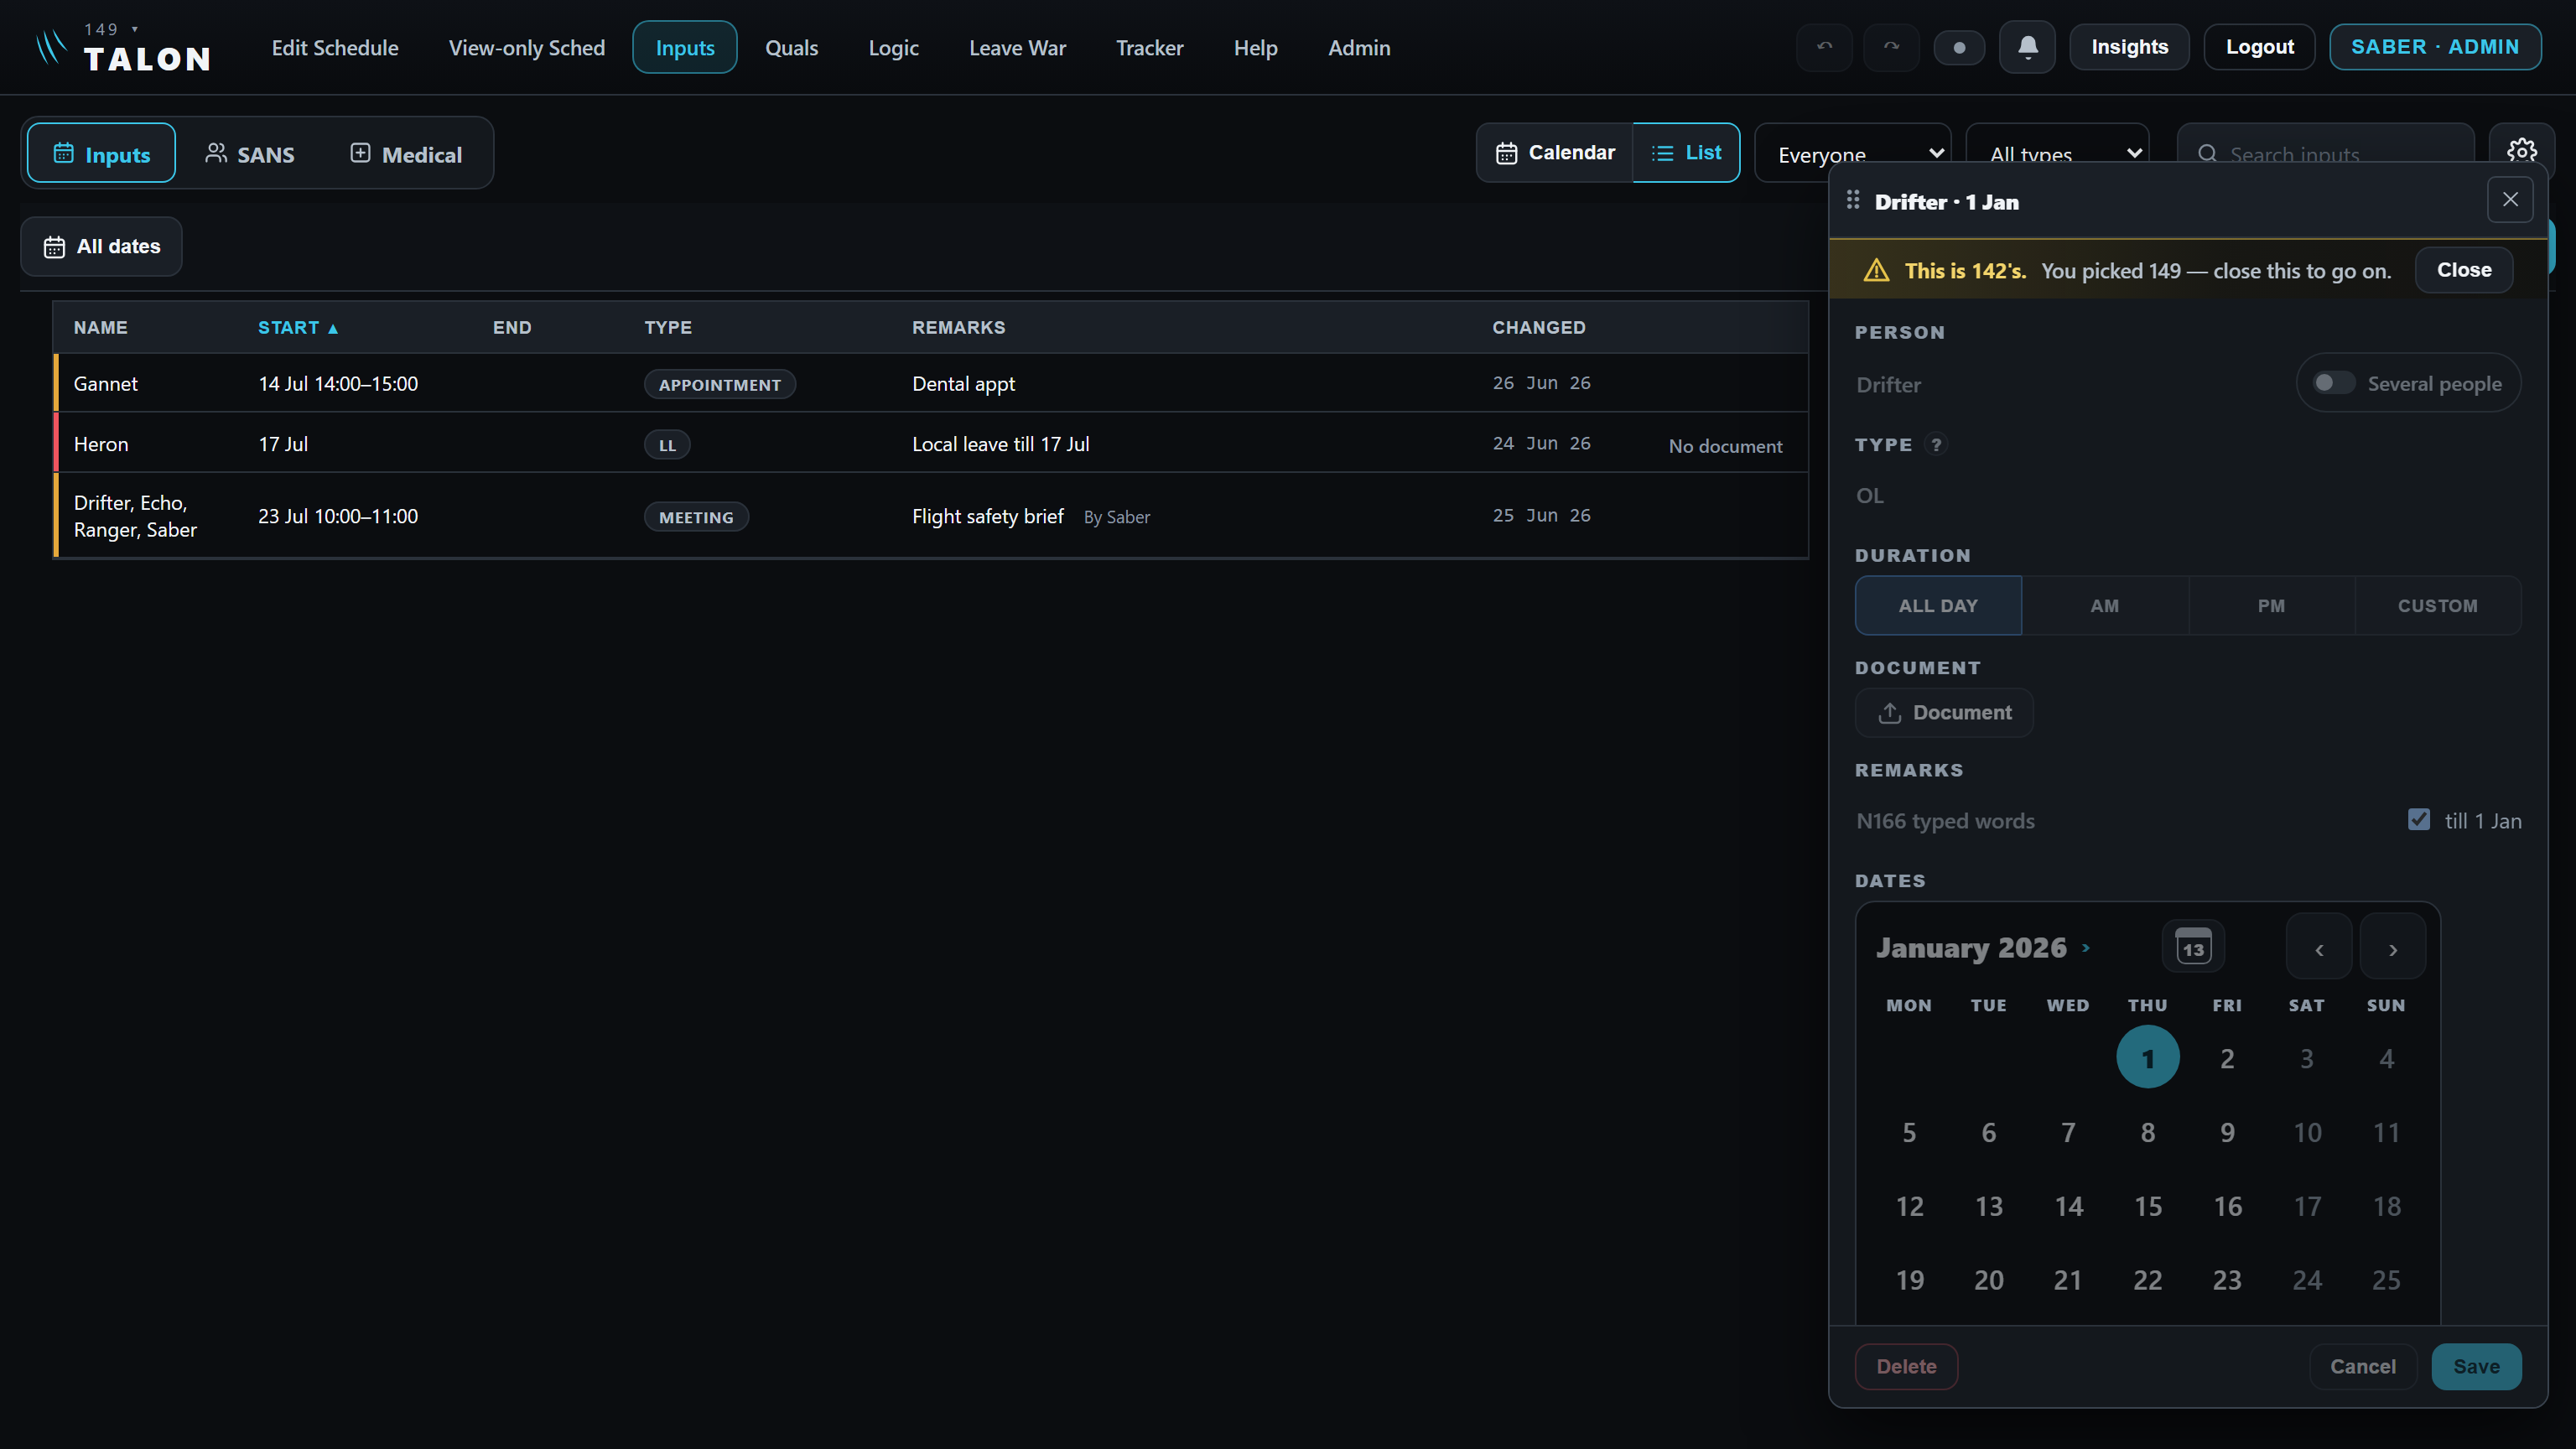 149 ▾
TALON
Edit Schedule
View-only Sched
Inputs
Quals
Logic
Leave War
Tracker
Help
Admin
Insights
Logout
SABER · ADMIN
Inputs
SANS
Medical
Calendar
List
Everyone
All types
Search inputs
All dates
NAME START ▲ END TYPE REMARKS CHANGED
Gannet 14 Jul 14:00–15:00 APPOINTMENT Dental appt 26 Jun 26
Heron 17 Jul LL Local leave till 17 Jul 24 Jun 26 No document
Drifter, Echo,
Ranger, Saber 23 Jul 10:00–11:00 MEETING Flight safety brief By Saber 25 Jun 26
Drifter · 1 Jan
This is 142's. You picked 149 — close this to go on. Close
PERSON
Drifter Several people
TYPE ?
OL
DURATION
ALL DAY AM PM CUSTOM
DOCUMENT
Document
REMARKS
N166 typed words till 1 Jan
DATES
January 2026 › 13 ‹ ›
MON TUE WED THU FRI SAT SUN
1 2 3 4
5 6 7 8 9 10 11
12 13 14 15 16 17 18
19 20 21 22 23 24 25
Delete Cancel Save